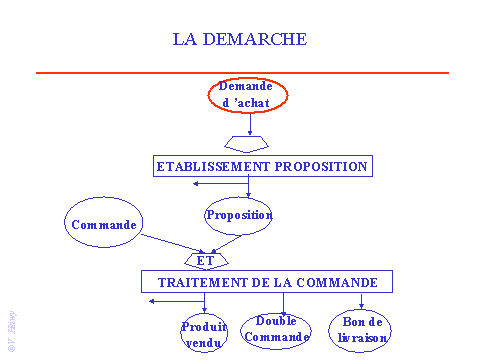 LA DEMARCHE
Demande
d ’achat
ETABLISSEMENT PROPOSITION
Proposition
Commande
ET
TRAITEMENT DE LA COMMANDE
Produit
vendu
Double
Commande
Bon de
livraison